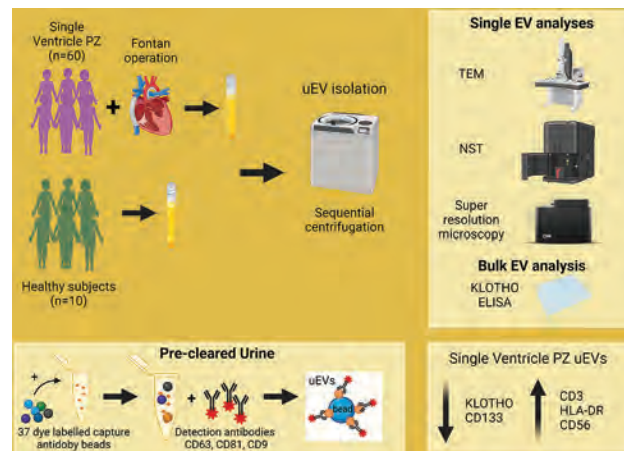 Single
Ventricle PZ
(n=60)
Fontan
operation
+
uEV isolation
Sequential
centrifugation
Healthy subjects
(n=10)
Single EV analyses
TEM
NST
Super
resolution
microscopy
Bulk EV analysis
KLOTHO
ELISA
Pre-cleared Urine
+
+
37 dye labelled capture
antidoby beads
Detection antibodies
CD63, CD81, CD9
uEVs
bead
Single Ventricle PZ uEVs
KLOTHO
CD133
CD3
HLA-DR
CD56